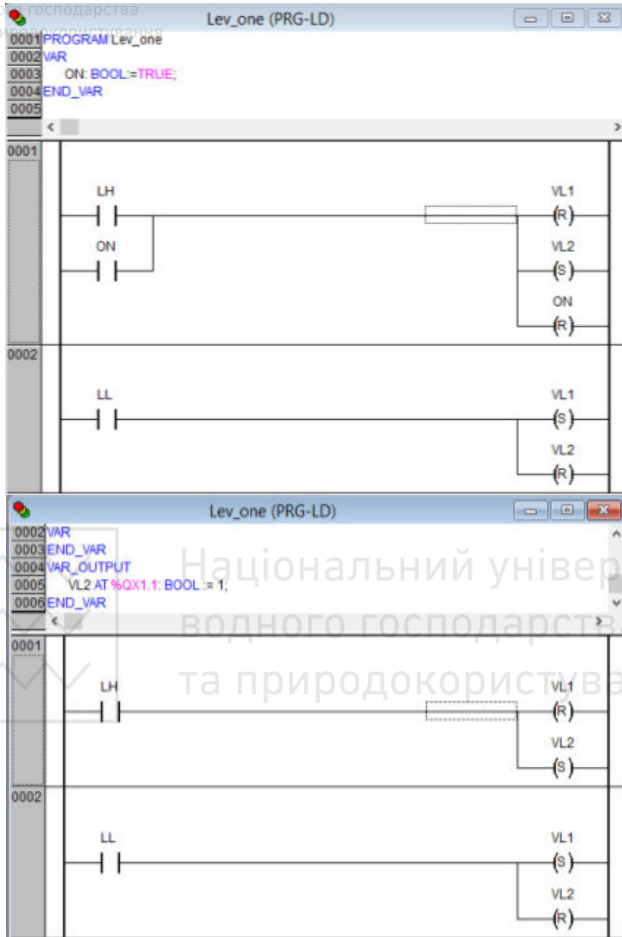 ого господарства
Lev_one (PRG-LD)
природокористування
0001 PROGRAM Lev_one
0002 VAR
0003 ON: BOOL:=TRUE;
0004 END_VAR
0005
0001
LH
VL1
(R)
ON
VL2
(S)
ON
(R)
0002
LL
VL1
(S)
VL2
(R)
Lev_one (PRG-LD)
0002 VAR
0003 END_VAR
0004 VAR_OUTPUT
0005 VL2 AT %QX1.1: BOOL := 1;
0006 END_VAR
Національний універ
водного господарств
та природокористува
0001
LH
VL1
(R)
VL2
(S)
0002
LL
VL1
(S)
VL2
(R)